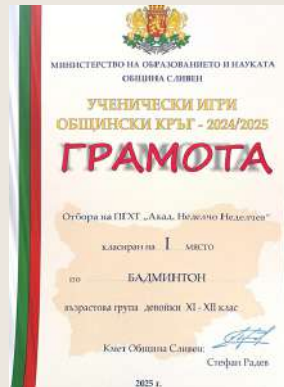 МИНИСТЕРСТВО НА ОБРАЗОВАНИЕТО И НАУКАТА
ОБЩИНА СЛИВЕН
УЧЕНИЧЕСКИ ИГРИ
ОБЩИНСКИ КРЪГ - 2024/2025
ГРАМОТА
Отбора на ПГХТ „Акад. Неделчо Неделчев"
класиран на I място
по БАДМИНТОН
възрастова група девойки XI - XII клас
Кмет Община Сливен:
Стефан Радев
2025 г.